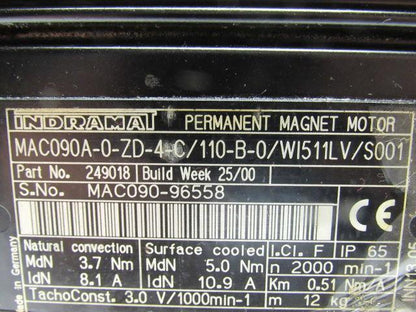 INDRAMAT PERMANENT MAGNET MOTOR
MAC090A-0-ZD-4-C/110-B-0/WI511LV/S001
Part No. 249018 Build Week 25/00
S.No. MAC090-96558
CE
Made in Germany
Natural convection Surface cooled I.Cl. F IP 65
MdN 3.7 Nm MdN 5.0 Nm n 2000 min-1
IdN 8.1 A IdN 10.9 A Km 0.51 Nm/A
TachoConst. 3.0 V/1000min-1 m 12 kg